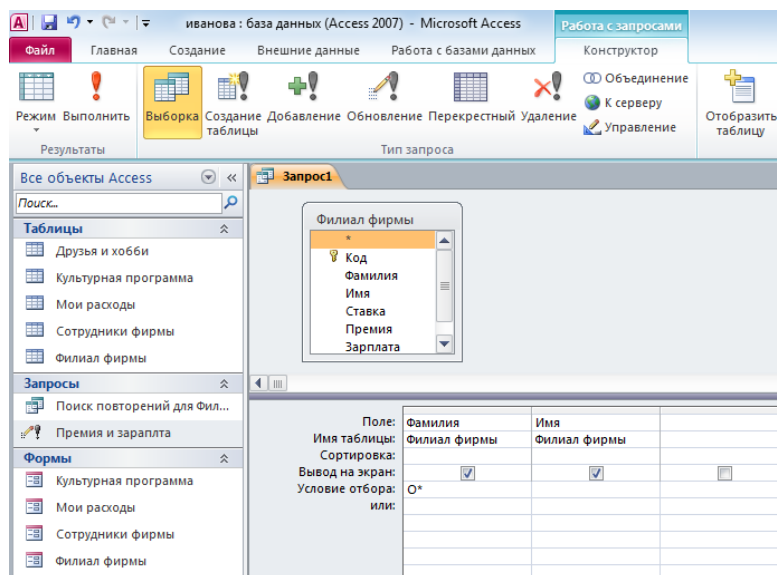 иванова : база данных (Access 2007) - Microsoft Access
Работа с запросами
Файл Главная Создание Внешние данные Работа с базами данных Конструктор
Режим Выполнить Выборка Создание таблицы Добавление Обновление Перекрестный Удаление
Объединение
К серверу
Управление
Отобразить таблицу
Результаты Тип запроса
Все объекты Access
Поиск...
Таблицы
Друзья и хобби
Культурная программа
Мои расходы
Сотрудники фирмы
Филиал фирмы
Запросы
Поиск повторений для Фил...
Премия и зараплта
Формы
Культурная программа
Мои расходы
Сотрудники фирмы
Филиал фирмы
Запрос1
Филиал фирмы
*
Код
Фамилия
Имя
Ставка
Премия
Зарплата
Поле: Фамилия Имя
Имя таблицы: Филиал фирмы Филиал фирмы
Сортировка:
Вывод на экран:
Условие отбора: О*
или: